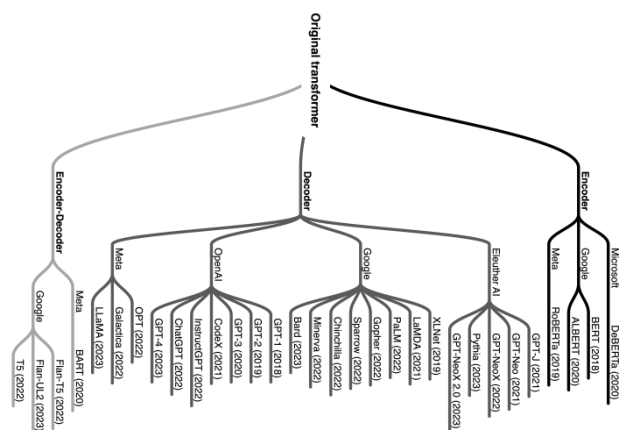 Original transformer
Encoder
Microsoft
DeBERTa (2020)
Google
BERT (2018)
ALBERT (2020)
Meta
RoBERTa (2019)
Decoder
Eleuther AI
GPT-J (2021)
GPT-Neo (2021)
GPT-NeoX (2022)
Pythia (2023)
GPT-NeoX 2.0 (2023)
Google
XLNet (2019)
LaMDA (2021)
PaLM (2022)
Gopher (2022)
Sparrow (2022)
Chinchilla (2022)
Minerva (2022)
Bard (2023)
OpenAI
GPT-1 (2018)
GPT-2 (2019)
GPT-3 (2020)
CodeX (2021)
InstructGPT (2022)
ChatGPT (2022)
GPT-4 (2023)
Meta
OPT (2022)
Galactica (2022)
LLaMA (2023)
Encoder-Decoder
Meta
BART (2020)
Google
Flan-T5 (2022)
Flan-UL2 (2023)
T5 (2022)